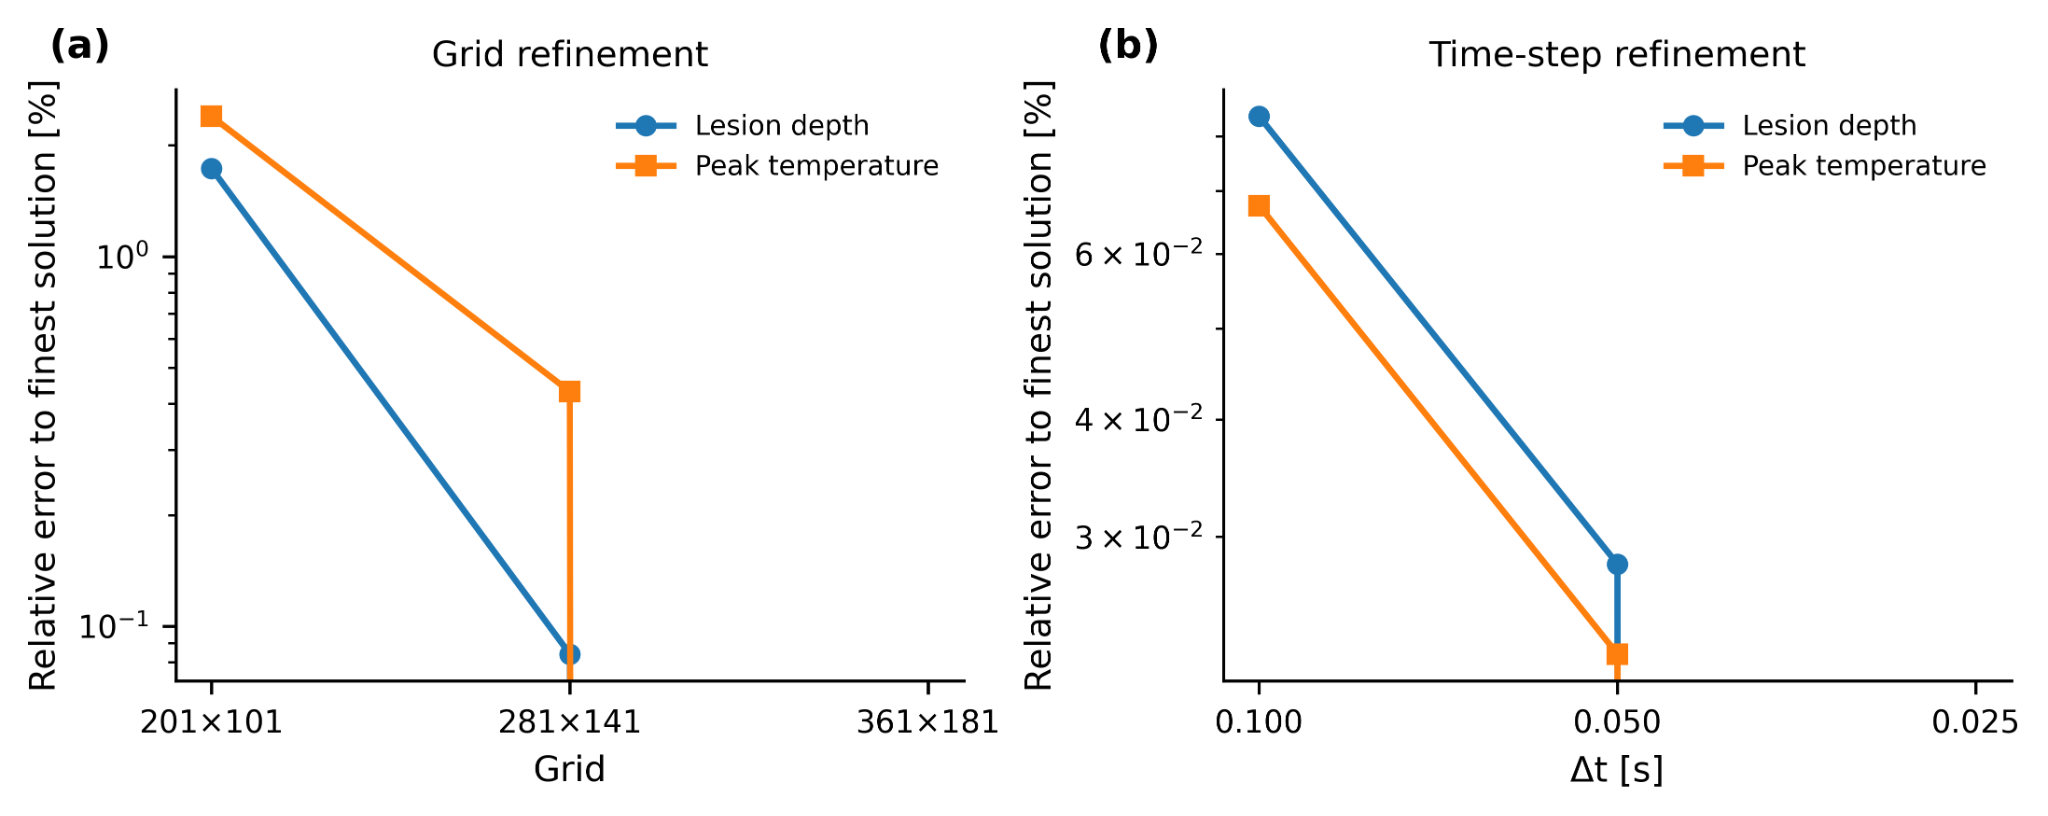 (a)
Grid refinement
Relative error to finest solution [%]
Lesion depth
Peak temperature
10⁰
10⁻¹
201×101
281×141
361×181
Grid
(b)
Time-step refinement
Relative error to finest solution [%]
Lesion depth
Peak temperature
6 × 10⁻²
4 × 10⁻²
3 × 10⁻²
0.100
0.050
0.025
Δt [s]